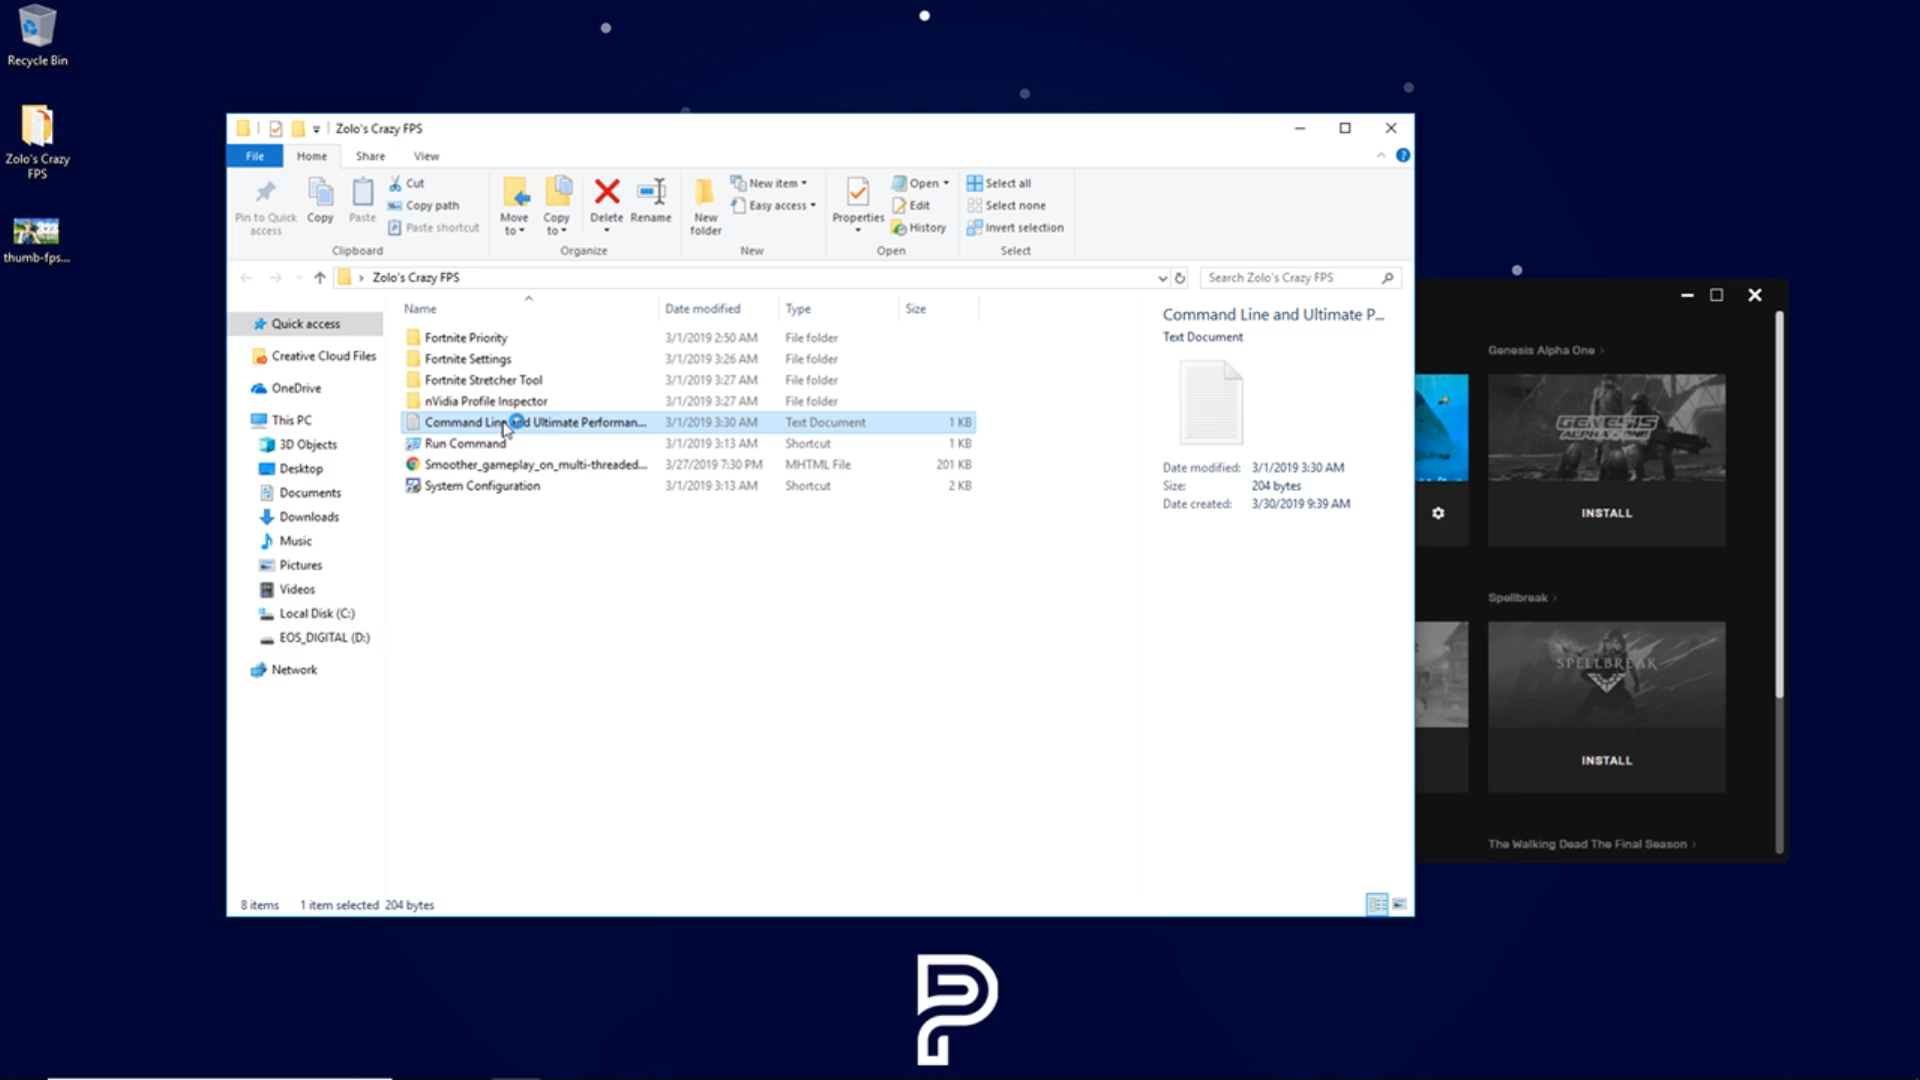 Recycle Bin
Zolo's Crazy
FPS
thumb-fps...
Zolo's Crazy FPS
File
Home
Share
View
Pin to Quick
access
Copy
Paste
Cut
Copy path
Paste shortcut
Clipboard
Move
to
Copy
to
Delete
Rename
Organize
New
folder
New item
Easy access
New
Properties
Open
Edit
History
Open
Select all
Select none
Invert selection
Select
Zolo's Crazy FPS
Search Zolo's Crazy FPS
Name
Date modified
Type
Size
Fortnite Priority 3/1/2019 2:50 AM File folder
Fortnite Settings 3/1/2019 3:26 AM File folder
Fortnite Stretcher Tool 3/1/2019 3:27 AM File folder
nVidia Profile Inspector 3/1/2019 3:27 AM File folder
Command Line and Ultimate Performan... 3/1/2019 3:30 AM Text Document 1 KB
Run Command 3/1/2019 3:13 AM Shortcut 1 KB
Smoother_gameplay_on_multi-threaded... 3/27/2019 7:30 PM MHTML File 201 KB
System Configuration 3/1/2019 3:13 AM Shortcut 2 KB
Quick access
Creative Cloud Files
OneDrive
This PC
3D Objects
Desktop
Documents
Downloads
Music
Pictures
Videos
Local Disk (C:)
EOS_DIGITAL (D:)
Network
Command Line and Ultimate P...
Text Document
Date modified: 3/1/2019 3:30 AM
Size: 204 bytes
Date created: 3/30/2019 9:39 AM
8 items 1 item selected 204 bytes
Genesis Alpha One
GENESIS
ALPHA ONE
INSTALL
Spellbreak
SPELLBREAK
INSTALL
The Walking Dead The Final Season